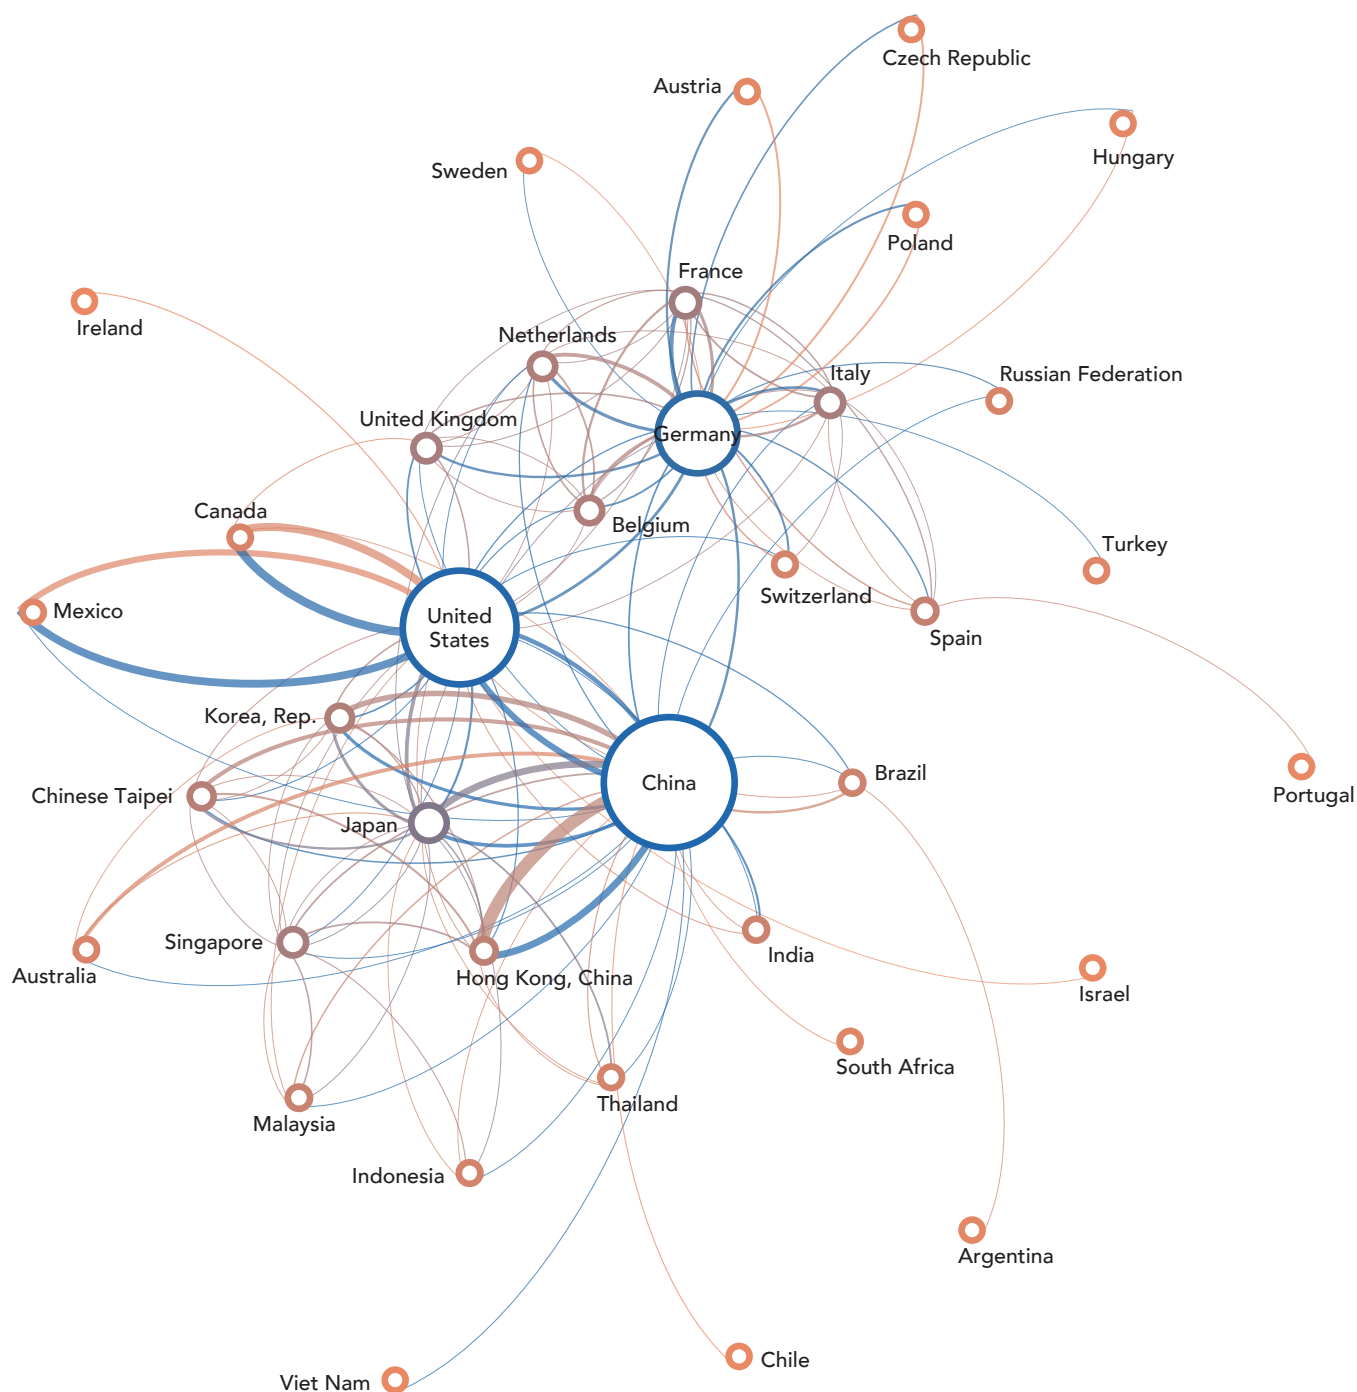 Czech Republic
Austria
Hungary
Sweden
Poland
France
Ireland
Netherlands
Italy
Russian Federation
United Kingdom
Germany
Canada
Belgium
Turkey
Switzerland
Mexico
United
States
Spain
Korea, Rep.
China
Brazil
Chinese Taipei
Portugal
Japan
Singapore
India
Australia
Hong Kong, China
Israel
South Africa
Thailand
Malaysia
Indonesia
Argentina
Chile
Viet Nam